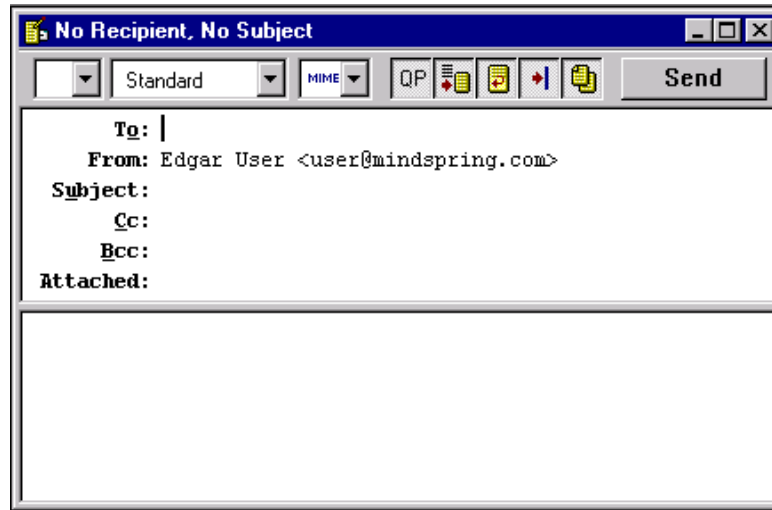 No Recipient, No Subject
Standard MIME QP Send
To:
From: Edgar User <user@mindspring.com>
Subject:
Cc:
Bcc:
Attached: